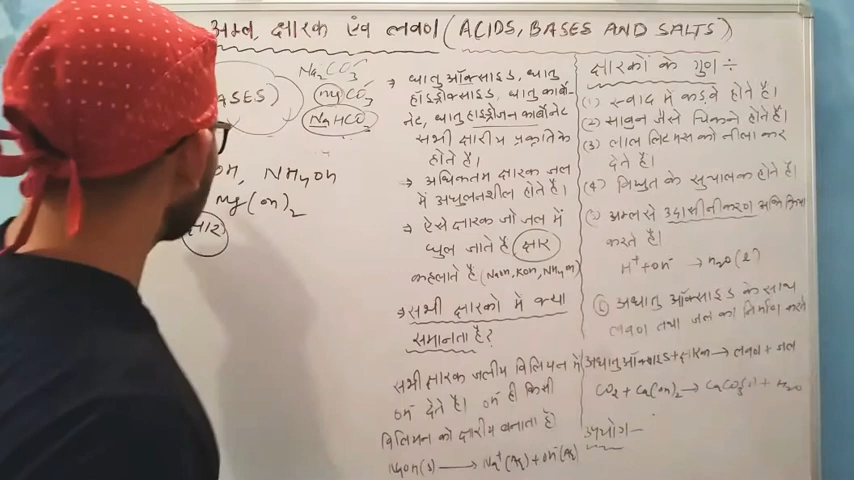 अम्ल, क्षारक एवं लवण (ACIDS, BASES AND SALTS)
BASES)
Na₂CO₃
MgCO₃
NaHCO₃
OH, NH₄OH
Mg(OH)₂
क्षार
→ धातु ऑक्साइड, धातु
हाइड्रोक्साइड, धातु कार्बो-
नेट, धातु हाइड्रोजन कार्बोनेट
सभी क्षारीय प्रकृति के
होते हैं।
→ अधिकतम क्षारक जल
में अघुलनशील होते हैं।
→ ऐसे क्षारक जो जल में
घुल जाते हैं क्षार
कहलाते हैं (NaOH, KOH, NH₄OH)
→ सभी क्षारकों में क्या
समानता है?
सभी क्षारक जलीय विलियन में
OH⁻ देते हैं। OH⁻ ही किसी
विलियन को क्षारीय बनाता है
NaOH(s) ⟶ Na⁺(Aq) + OH⁻(Aq)
क्षारकों के गुण ÷
(1) स्वाद में कड़वे होते हैं।
(2) साबुन जैसे चिकने होते हैं।
(3) लाल लिटमस को नीला कर
देते हैं।
(4) विधुत के सुचालक होते हैं।
अम्ल से उदासीनीकरण अभिक्रिया
करते हैं।
H⁺ + OH⁻ → H₂O(l)
⑥ अधातु ऑक्साइड के साथ
लवण तथा जल का निर्माण करते
अधातु ऑक्साइड + क्षारक → लवण + जल
CO₂ + Ca(OH)₂ → CaCO₃ + H₂O
उपयोग –